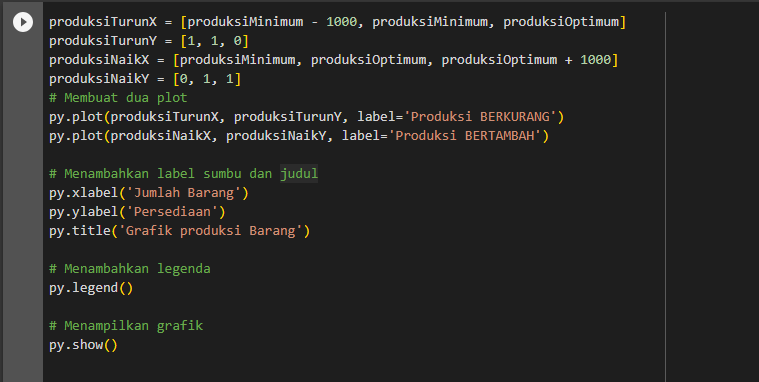 produksiTurunX = [produksiMinimum - 1000, produksiMinimum, produksiOptimum]
produksiTurunY = [1, 1, 0]
produksiNaikX = [produksiMinimum, produksiOptimum, produksiOptimum + 1000]
produksiNaikY = [0, 1, 1]
# Membuat dua plot
py.plot(produksiTurunX, produksiTurunY, label='Produksi BERKURANG')
py.plot(produksiNaikX, produksiNaikY, label='Produksi BERTAMBAH')
# Menambahkan label sumbu dan judul
py.xlabel('Jumlah Barang')
py.ylabel('Persediaan')
py.title('Grafik produksi Barang')
# Menambahkan legenda
py.legend()
# Menampilkan grafik
py.show()